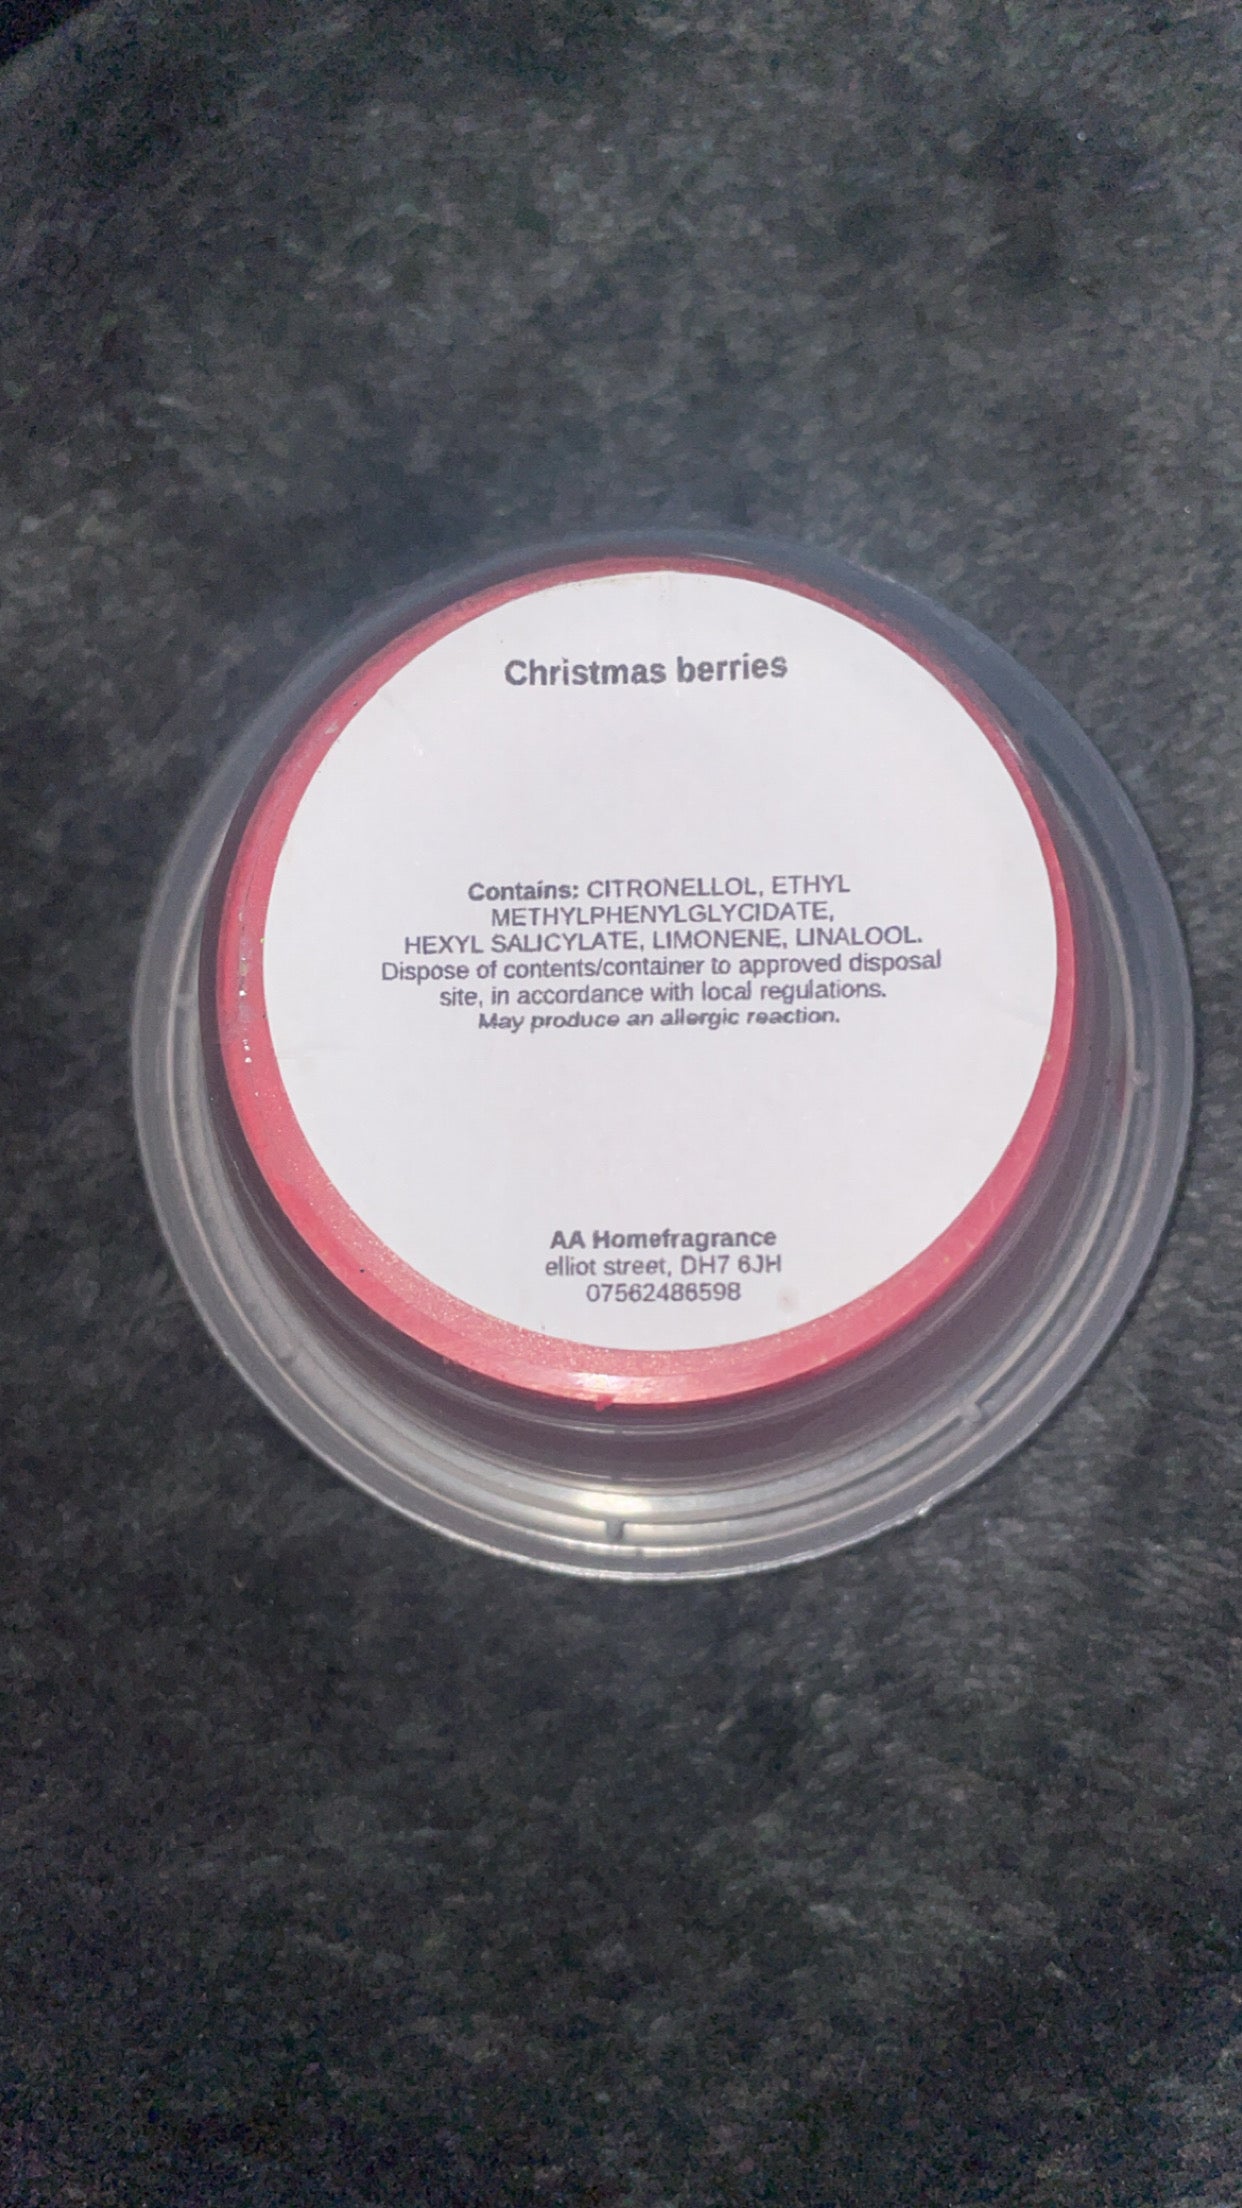 Christmas berries
Contains: CITRONELLOL, ETHYL
METHYLPHENYLGLYCIDATE,
HEXYL SALICYLATE, LIMONENE, LINALOOL.
Dispose of contents/container to approved disposal
site, in accordance with local regulations.
May produce an allergic reaction.
AA Homefragrance
elliot street, DH7 6JH
07562486598